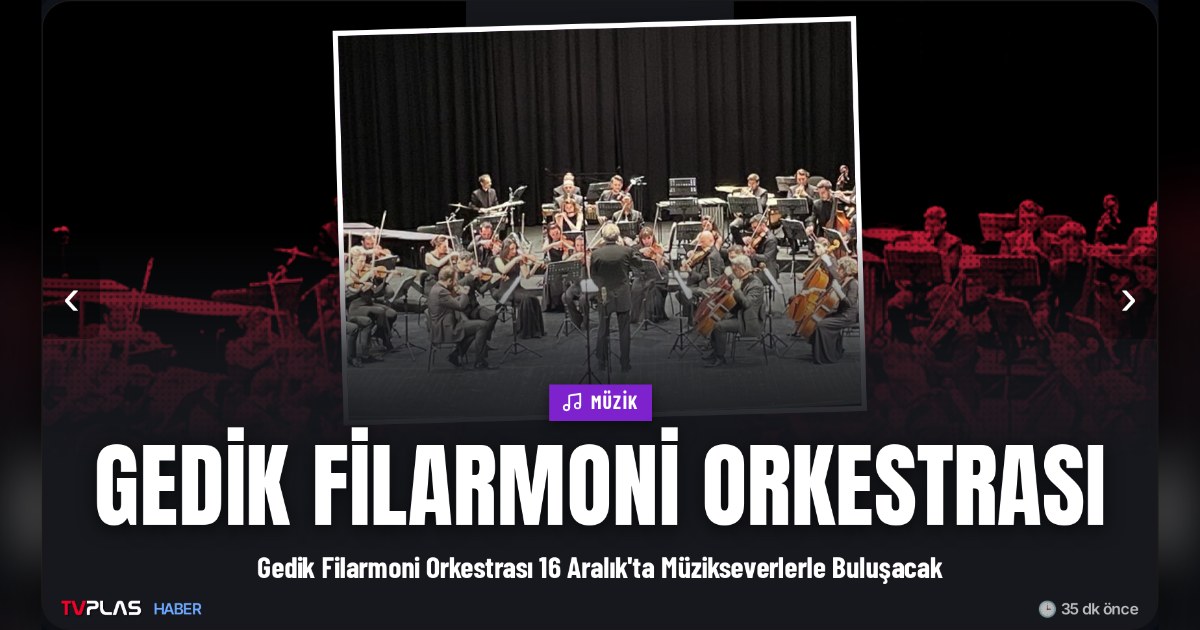 MÜZİK
GEDİK FİLARMONİ ORKESTRASI
Gedik Filarmoni Orkestrası 16 Aralık'ta Müzikseverlerle Buluşacak
TVPLAS HABER
35 dk önce